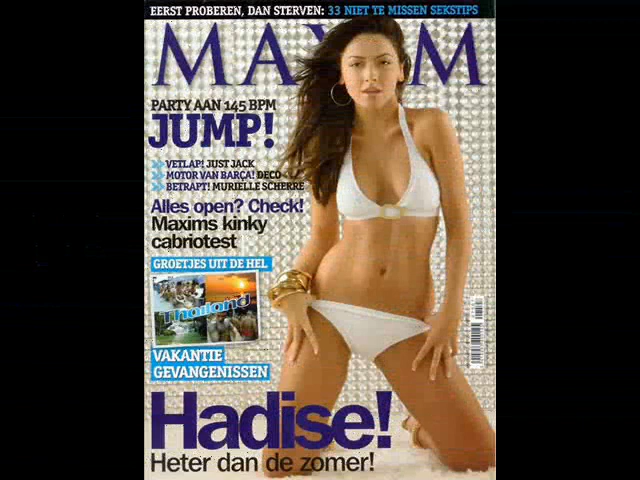 EERST PROBEREN, DAN STERVEN: 33 NIET TE MISSEN SEKSTIPS
MAXIM
PARTY AAN 145 BPM
JUMP!
VETLAP! JUST JACK
MOTOR VAN BARÇA! DECO
BETRAPT! MURIELLE SCHERRE
Alles open? Check!
Maxims kinky
cabriotest
GROETJES UIT DE HEL
Thailand
VAKANTIE
GEVANGENISSEN
Hadise!
Heter dan de zomer!